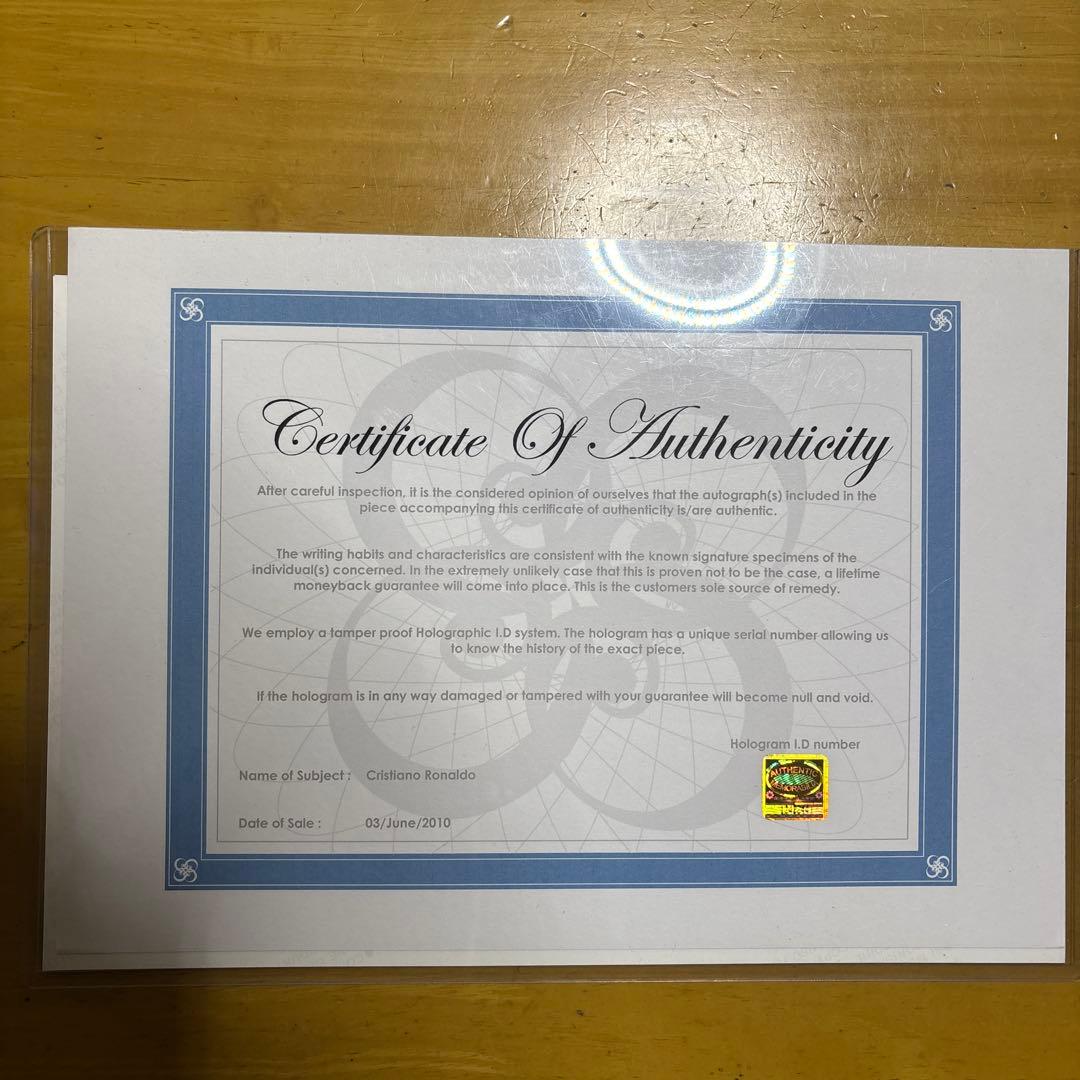 Certificate Of Authenticity
After careful inspection, it is the considered opinion of ourselves that the autograph(s) included in the
piece accompanying this certificate of authenticity is/are authentic.
The writing habits and characteristics are consistent with the known signature specimens of the
individual(s) concerned. In the extremely unlikely case that this is proven not to be the case, a lifetime
moneyback guarantee will come into place. This is the customers sole source of remedy.
We employ a tamper proof Holographic I.D system. The hologram has a unique serial number allowing us
to know the history of the exact piece.
If the hologram is in any way damaged or tampered with your guarantee will become null and void.
Hologram I.D number
AUTHENTIC
MEMORABILIA
Name of Subject : Cristiano Ronaldo
Date of Sale : 03/June/2010